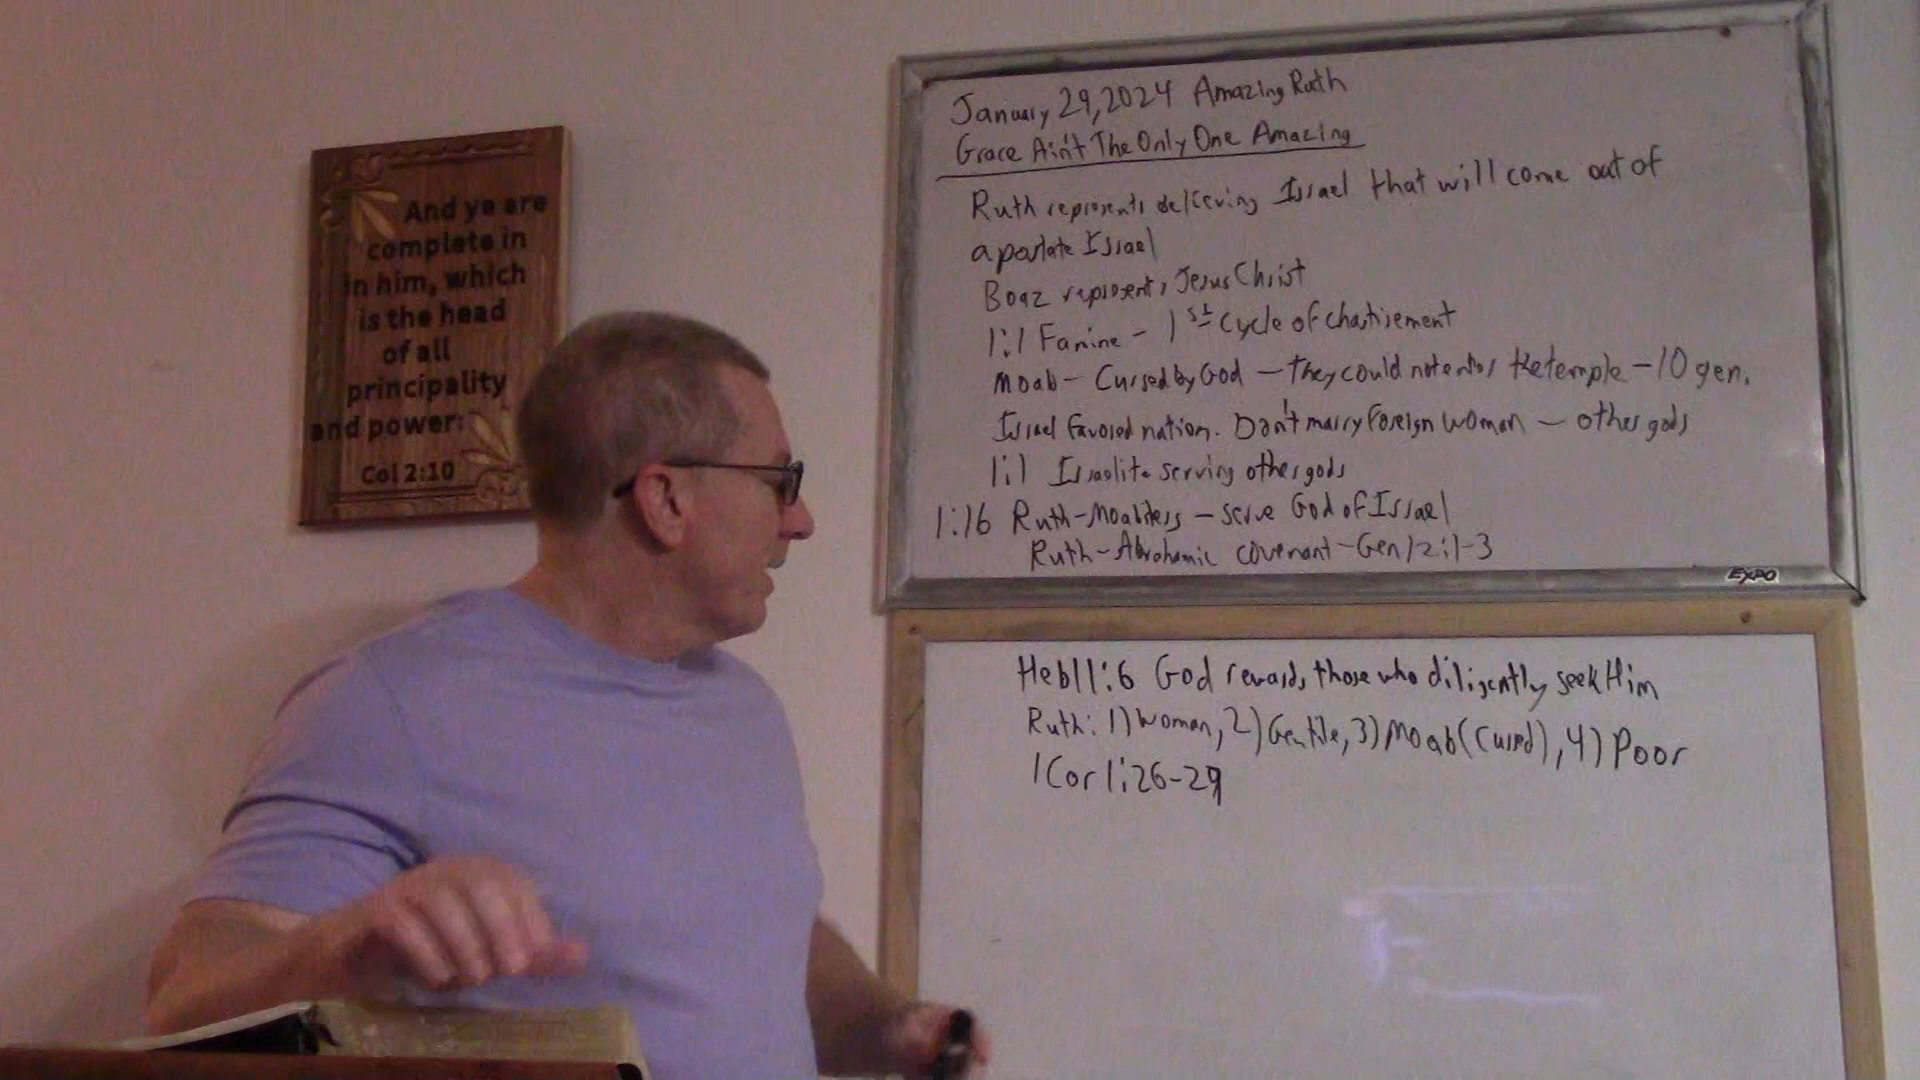 And ye are
complete in
in him, which
is the head
of all
principality
and power:
Col 2:10
January 29, 2024 Amazing Ruth
Grace Ain't The Only One Amazing
Ruth represents believing Israel that will come out of
apostate Israel
Boaz represents Jesus Christ
1:1 Famine - 1st Cycle of chastisement
Moab - Cursed by God - they could not enter the temple - 10 gen.
Israel favored nation. Don't marry foreign woman - other gods
1:1 Israelite serving other gods
1:16 Ruth-Moabitess - serve God of Israel
Ruth-Abrahamic covenant-Gen 12:1-3
EXPO
Heb 11:6 God rewards those who diligently seek Him
Ruth: 1) Woman, 2) Gentile, 3) Moab (Cursed), 4) Poor
1 Cor 1:26-29